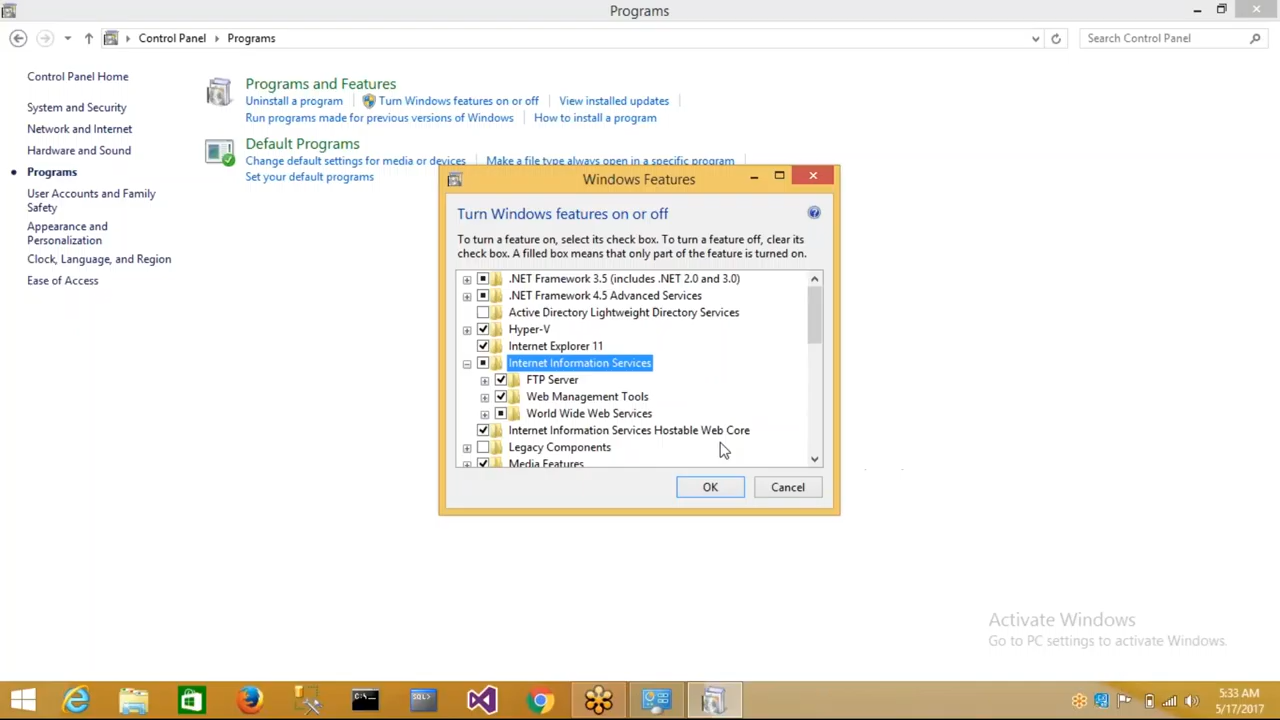 Programs
Control Panel
Programs
Search Control Panel
Control Panel Home
System and Security
Network and Internet
Hardware and Sound
Programs
User Accounts and Family
Safety
Appearance and
Personalization
Clock, Language, and Region
Ease of Access
Programs and Features
Uninstall a program
Turn Windows features on or off
View installed updates
Run programs made for previous versions of Windows
How to install a program
Default Programs
Change default settings for media or devices
Make a file type always open in a specific program
Set your default programs
Windows Features
Turn Windows features on or off
To turn a feature on, select its check box. To turn a feature off, clear its
check box. A filled box means that only part of the feature is turned on.
.NET Framework 3.5 (includes .NET 2.0 and 3.0)
.NET Framework 4.5 Advanced Services
Active Directory Lightweight Directory Services
Hyper-V
Internet Explorer 11
Internet Information Services
FTP Server
Web Management Tools
World Wide Web Services
Internet Information Services Hostable Web Core
Legacy Components
Media Features
OK
Cancel
Activate Windows
Go to PC settings to activate Windows.
SQL
5:33 AM
5/17/2017